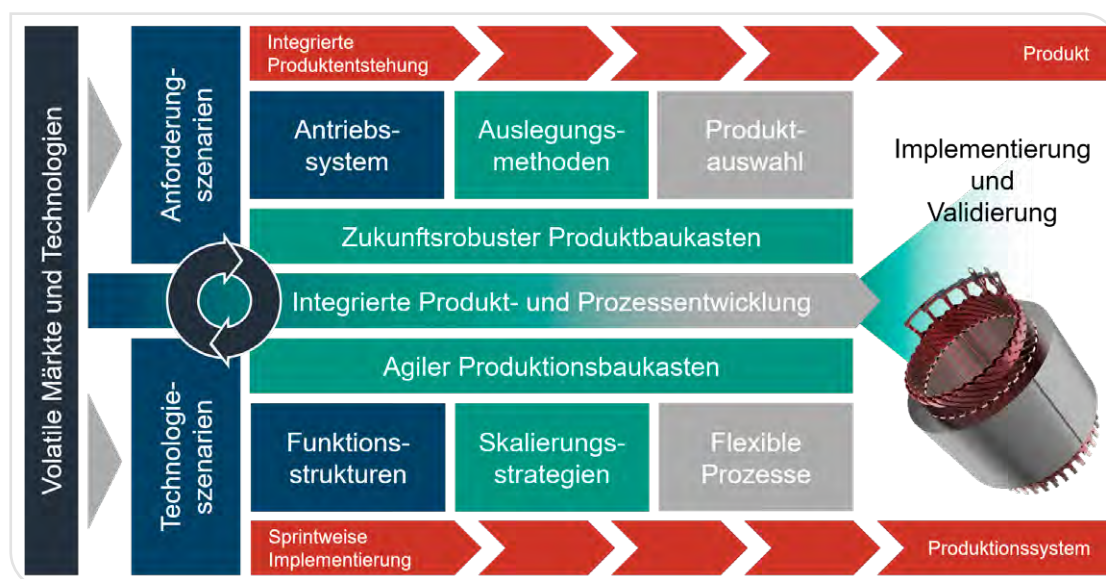 Volatile Märkte und Technologien
Anforderung-
szenarien
Technologie-
szenarien
Integrierte
Produktentstehung
Produkt
Antriebs-
system
Auslegungs-
methoden
Produkt-
auswahl
Zukunftsrobuster Produktbaukasten
Integrierte Produkt- und Prozessentwicklung
Agiler Produktionsbaukasten
Funktions-
strukturen
Skalierungs-
strategien
Flexible
Prozesse
Sprintweise
Implementierung
Produktionssystem
Implementierung
und
Validierung